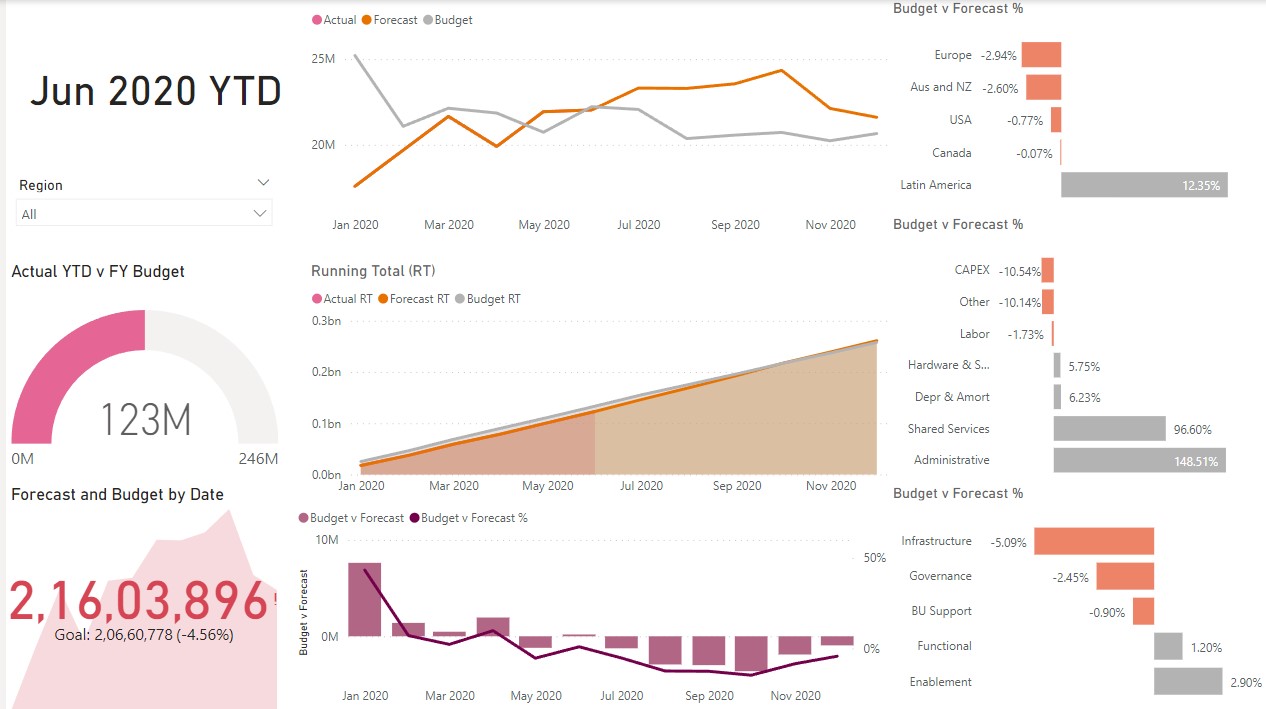 Jun 2020 YTD
Region
All
Actual YTD v FY Budget
123M
0M 246M
Forecast and Budget by Date
2,16,03,896!
Goal: 2,06,60,778 (-4.56%)
Actual Forecast Budget
25M
20M
Jan 2020 Mar 2020 May 2020 Jul 2020 Sep 2020 Nov 2020
Running Total (RT)
Actual RT Forecast RT Budget RT
0.3bn
0.2bn
0.1bn
0.0bn
Jan 2020 Mar 2020 May 2020 Jul 2020 Sep 2020 Nov 2020
Budget v Forecast Budget v Forecast %
Budget v Forecast
10M
0M
50%
0%
Jan 2020 Mar 2020 May 2020 Jul 2020 Sep 2020 Nov 2020
Budget v Forecast %
Europe -2.94%
Aus and NZ -2.60%
USA -0.77%
Canada -0.07%
Latin America 12.35%
Budget v Forecast %
CAPEX -10.54%
Other -10.14%
Labor -1.73%
Hardware & S... 5.75%
Depr & Amort 6.23%
Shared Services 96.60%
Administrative 148.51%
Budget v Forecast %
Infrastructure -5.09%
Governance -2.45%
BU Support -0.90%
Functional 1.20%
Enablement 2.90%